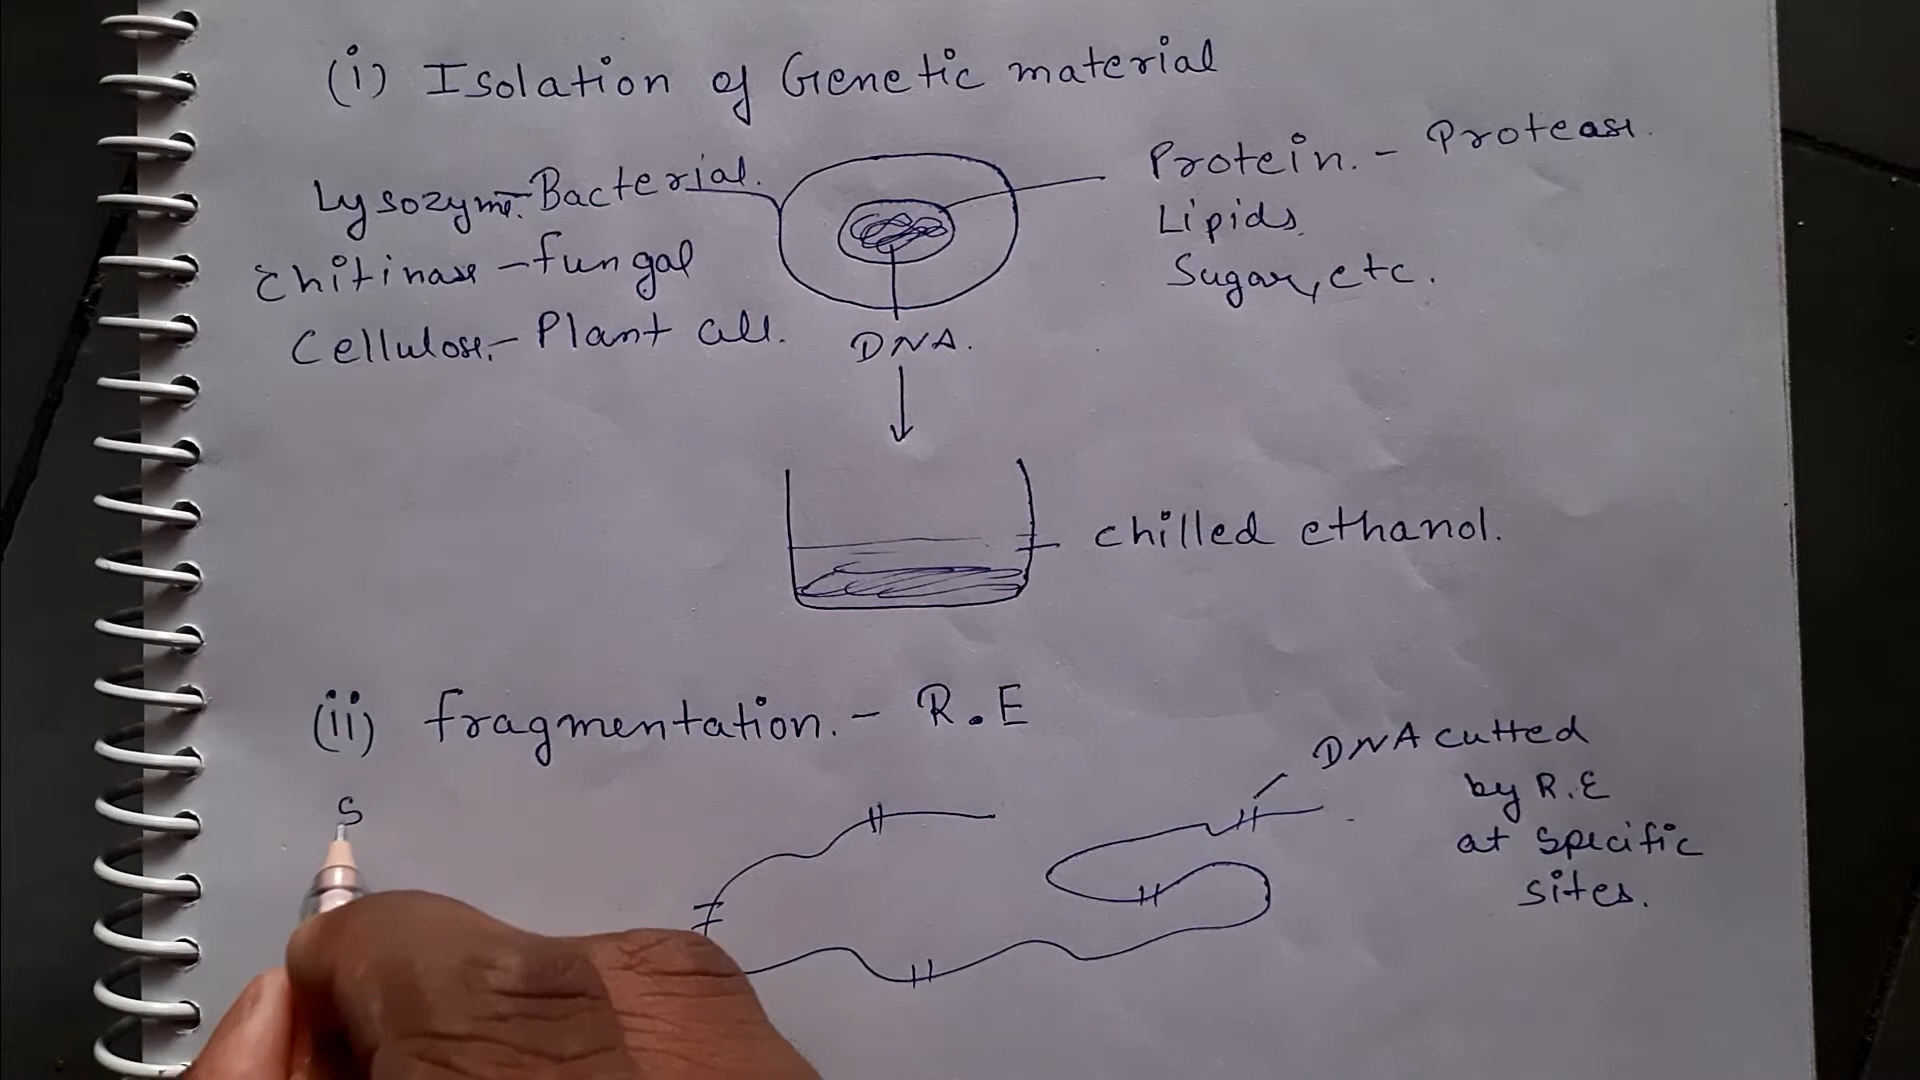 (i) Isolation of Genetic material
Lysozyme - Bacterial.
Chitinase - fungal
Cellulose. - Plant cell.
DNA.
Protein. - Protease.
Lipids.
Sugar, etc.
chilled ethanol.
(ii) fragmentation. - R.E
DNA cutted
by R.E
at specific
sites.
S